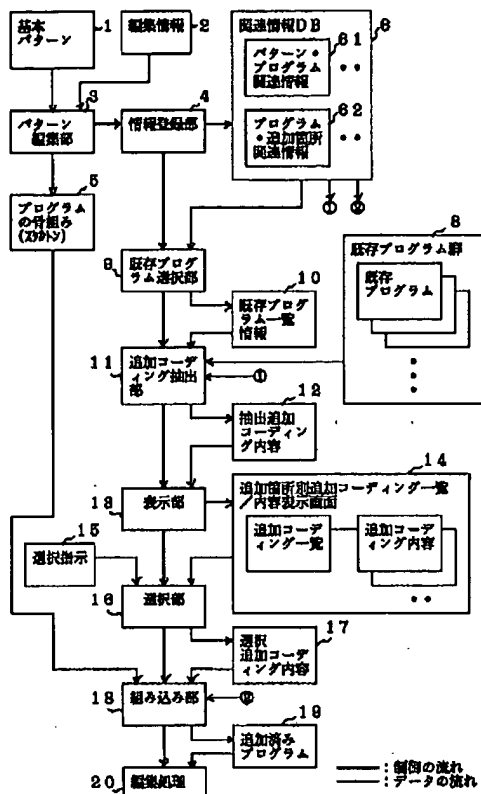 基本
パターン
1
編集情報
2
関連情報DB
6
パターン・
プログラム
関連情報
61
‥
プログラム
・追加箇所
関連情報
62
‥
パターン
編集部
3
情報登録部
4
①
②
プログラム
の骨組み
(スケルトン)
5
既存プログラム群
8
既存
プログラム
既存プログ
ラム選択部
9
既存プログ
ラム一覧
情報
10
追加コーデ
ィング抽出
部
11
①
抽出追加
コーディ
ング内容
12
表示部
13
追加箇所別追加コーディング一覧
/内容表示画面
14
追加コーデ
ィング一覧
追加コーデ
ィング内容
‥
選択指示
15
選択部
16
選択
追加コーデ
ィング内容
17
組み込み部
18
②
追加済み
プログラム
19
編集処理
20
:制御の流れ
:データの流れ